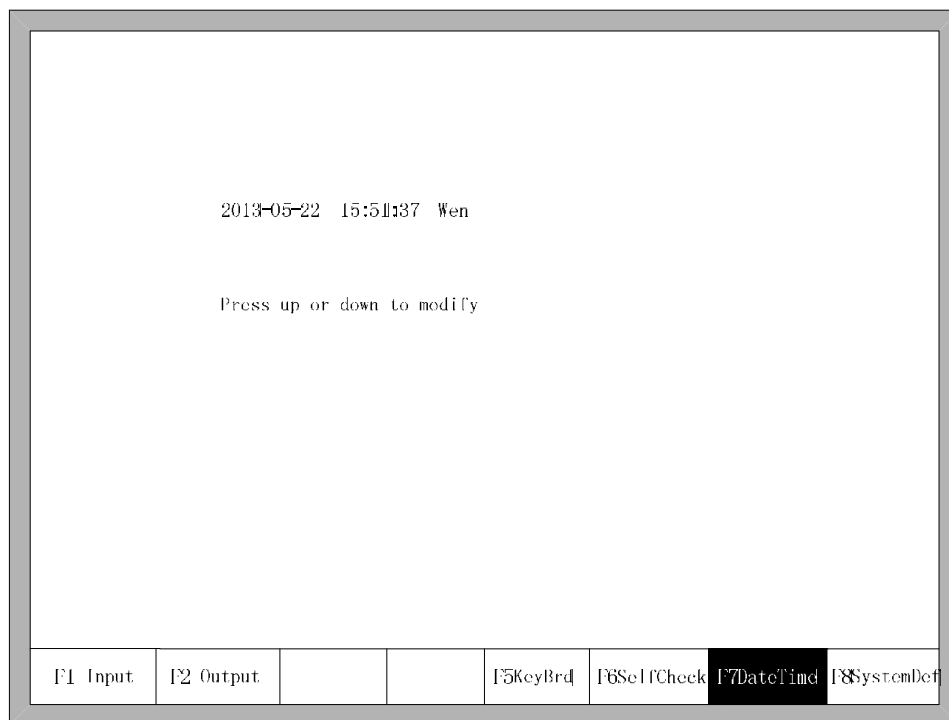 2013-05-22 15:51:37 Wen
Press up or down to modify
F1 Input F2 Output F5KeyBrd F6SelfCheck F7DateTime F8SystemDef